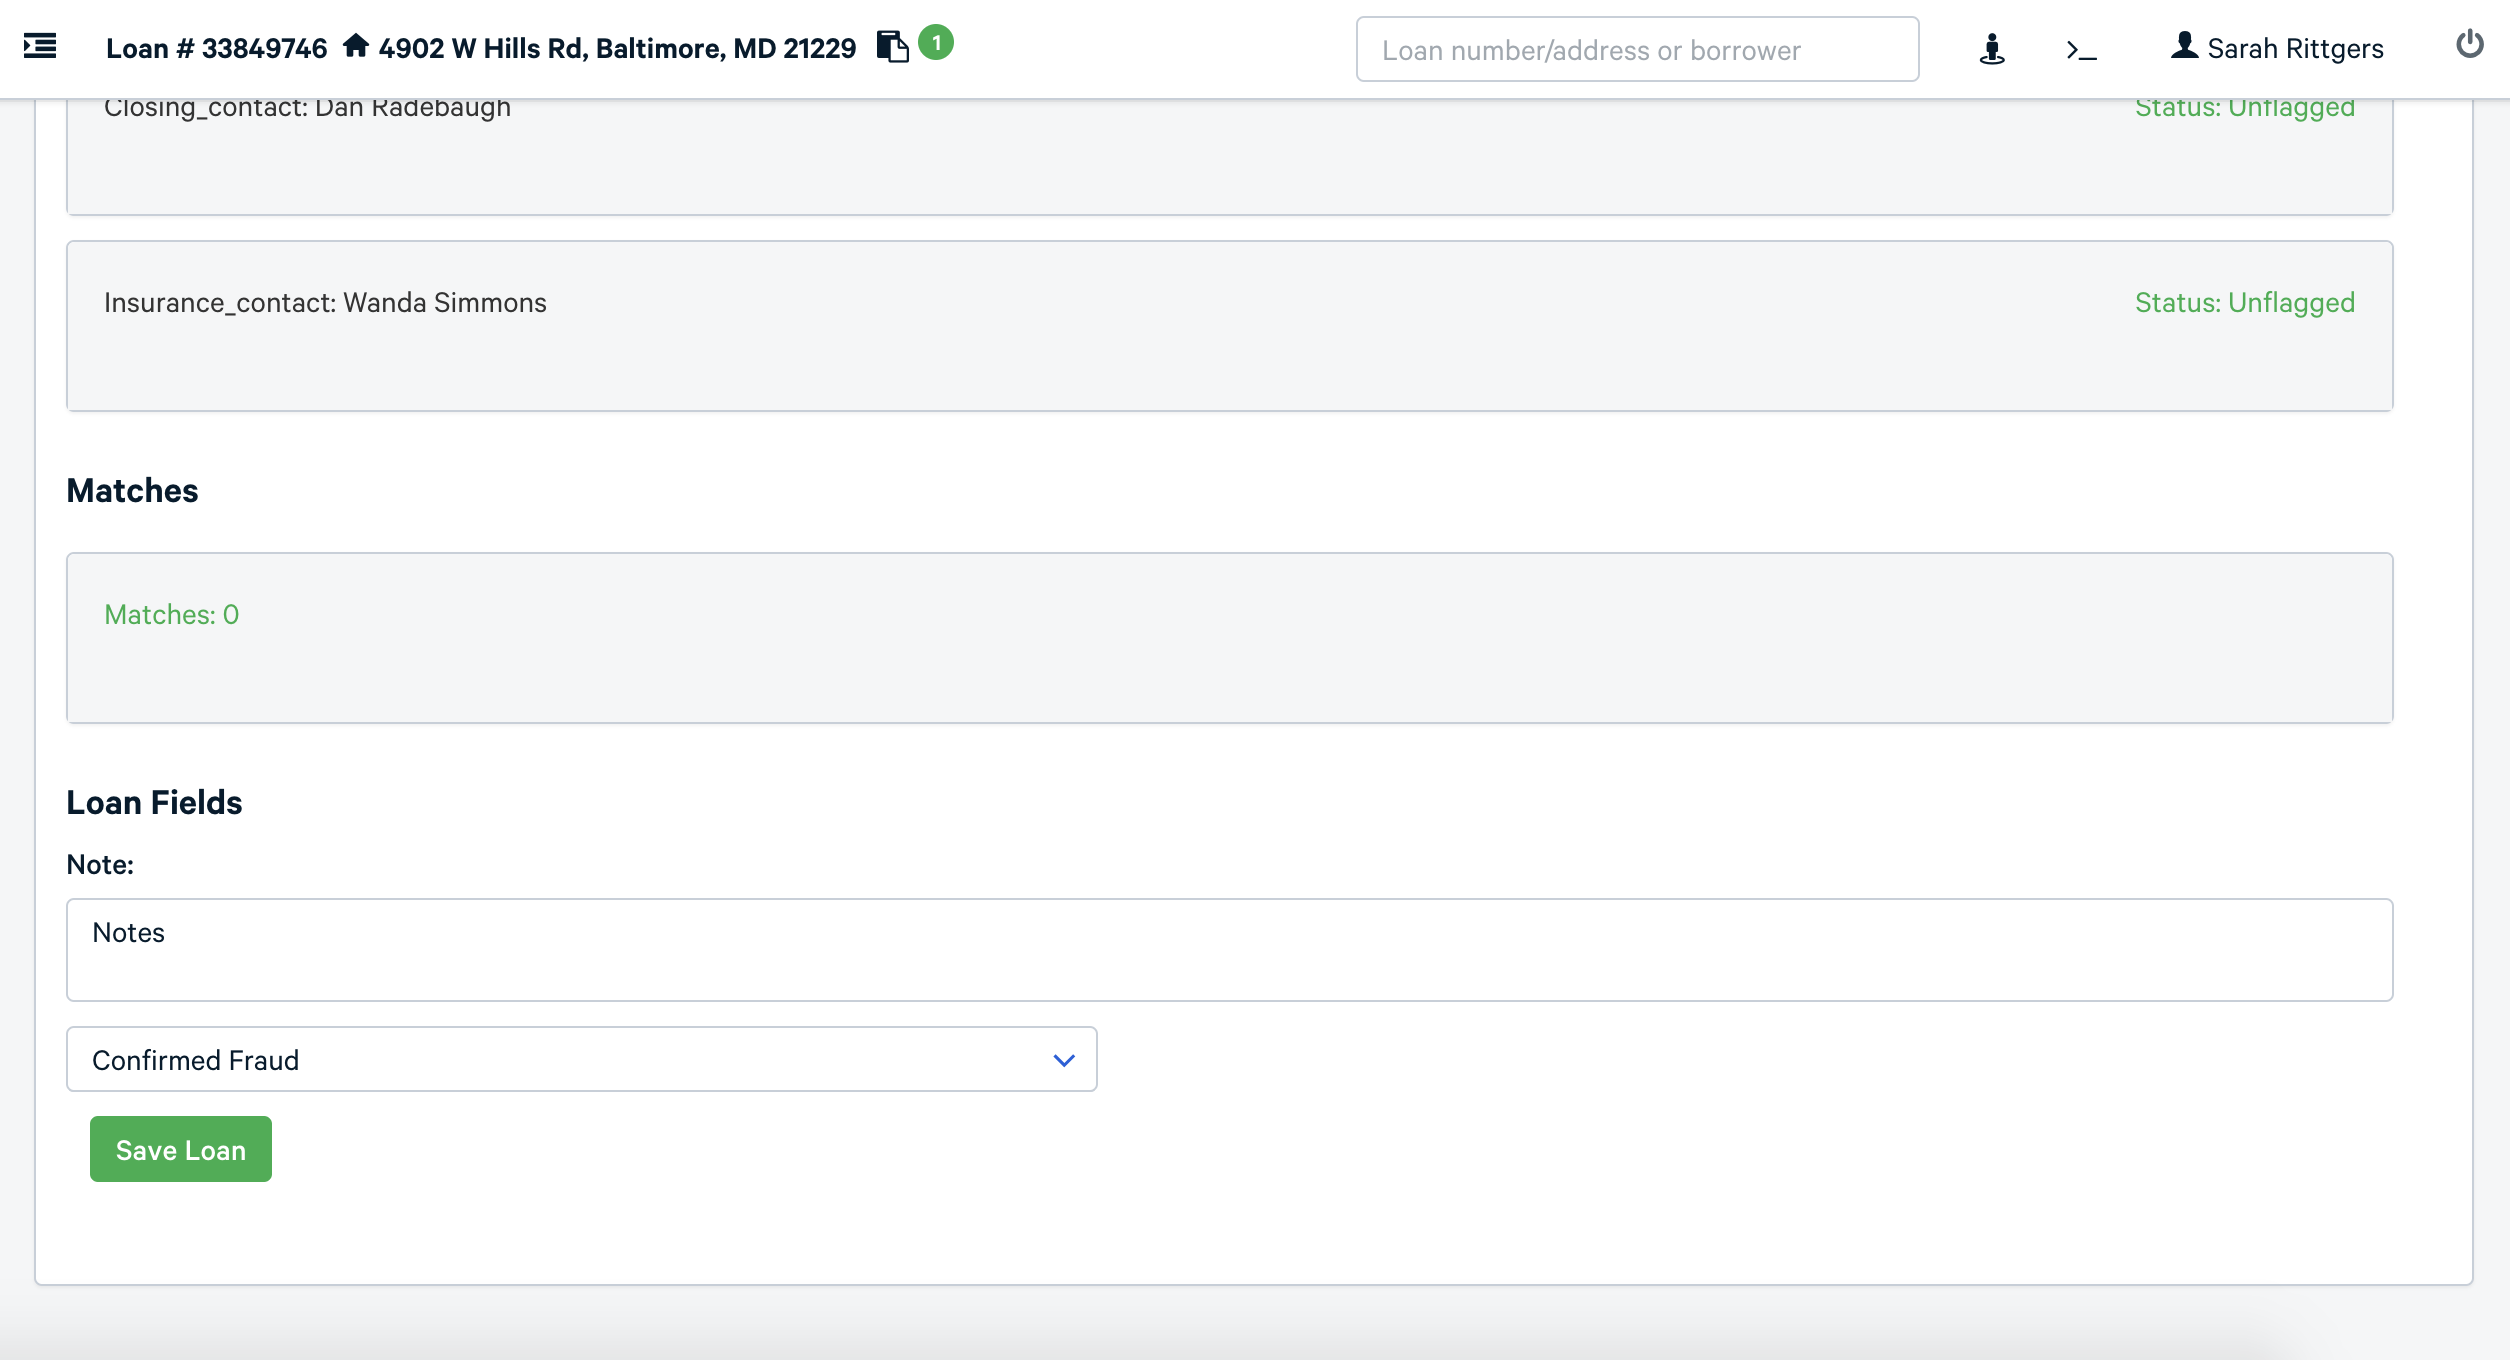 Loan # 33849746 4902 W Hills Rd, Baltimore, MD 21229 1 Loan number/address or borrower >_ Sarah Rittgers
Closing_contact: Dan Radebaugh Status: Unflagged
Insurance_contact: Wanda Simmons Status: Unflagged
Matches
Matches: 0
Loan Fields
Note:
Notes
Confirmed Fraud
Save Loan